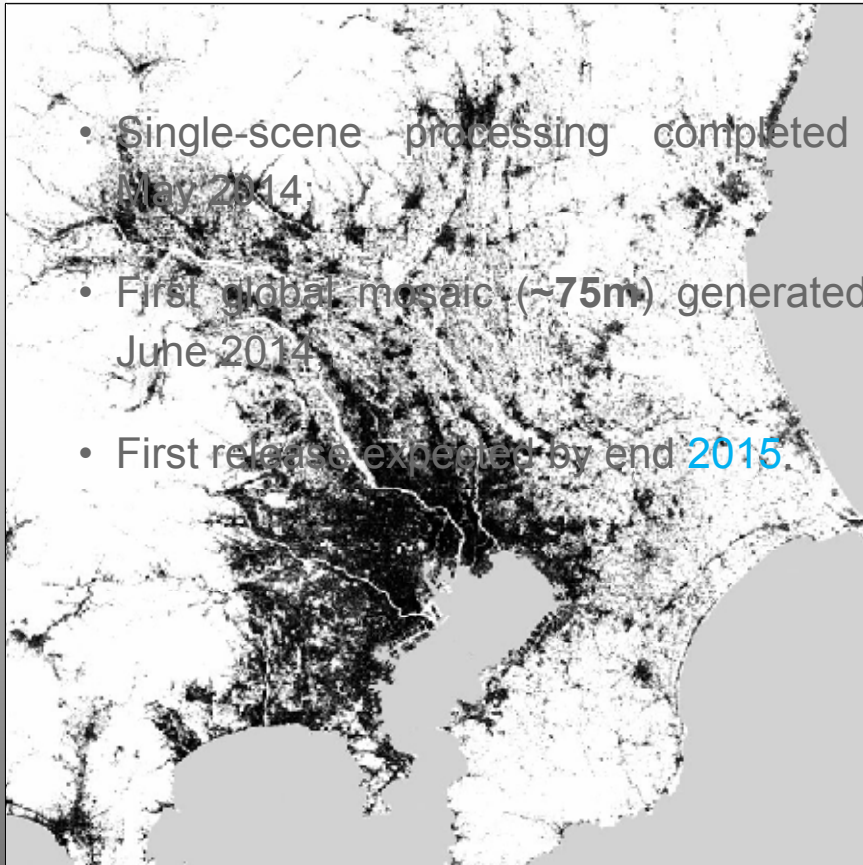 • Single-scene processing completed
May 2014;
• First global mosaic (~75m) generated
June 2014;
• First release expected by end 2015.